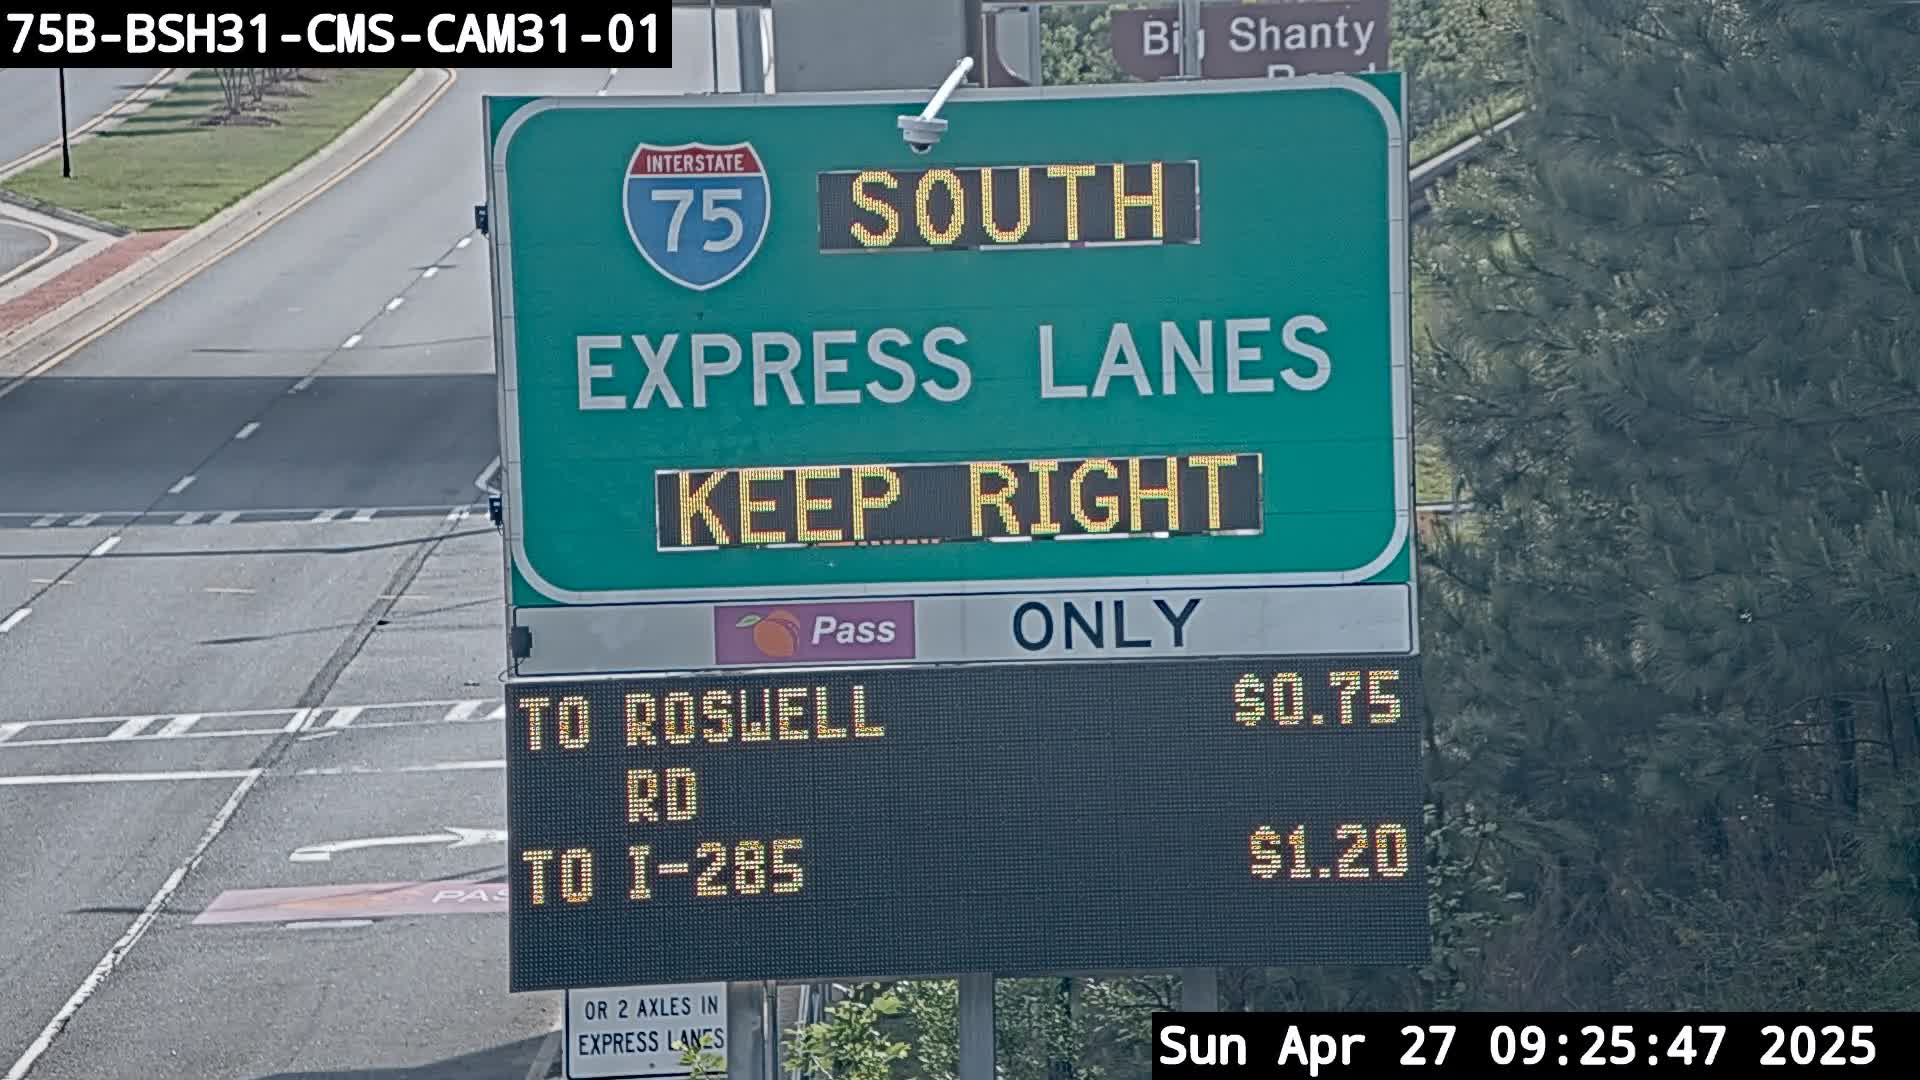 75B-BSH31-CMS-CAM31-01
Big Shanty
Road
INTERSTATE
75
SOUTH
EXPRESS LANES
KEEP RIGHT
Pass
ONLY
TO ROSWELL $0.75
RD
TO I-285 $1.20
PAS
OR 2 AXLES IN
EXPRESS LANES
Sun Apr 27 09:25:47 2025